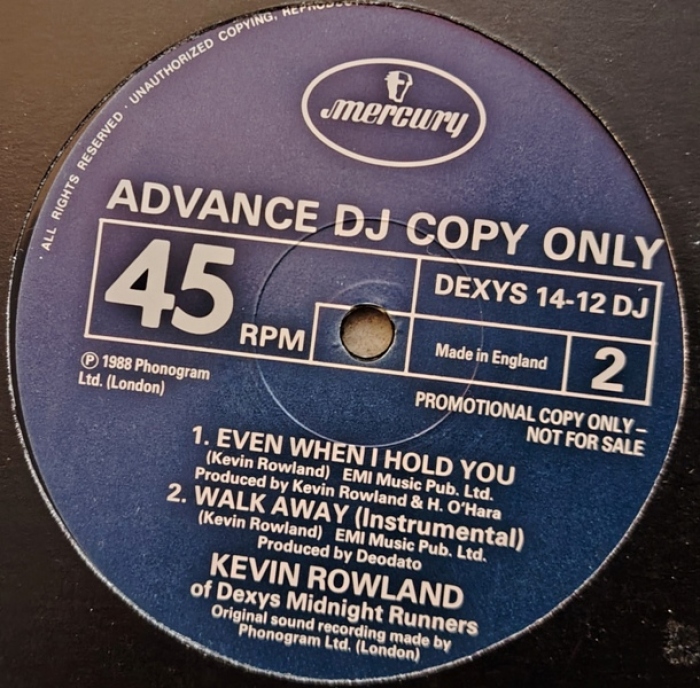 ALL RIGHTS RESERVED · UNAUTHORIZED COPYING,
mercury
ADVANCE DJ COPY ONLY
45 RPM
DEXYS 14-12 DJ
Made in England
2
℗ 1988 Phonogram
Ltd. (London)
PROMOTIONAL COPY ONLY –
NOT FOR SALE
1. EVEN WHEN I HOLD YOU
(Kevin Rowland) EMI Music Pub. Ltd.
Produced by Kevin Rowland & H. O'Hara
2. WALK AWAY (Instrumental)
(Kevin Rowland) EMI Music Pub. Ltd.
Produced by Deodato
KEVIN ROWLAND
of Dexys Midnight Runners
Original sound recording made by
Phonogram Ltd. (London)